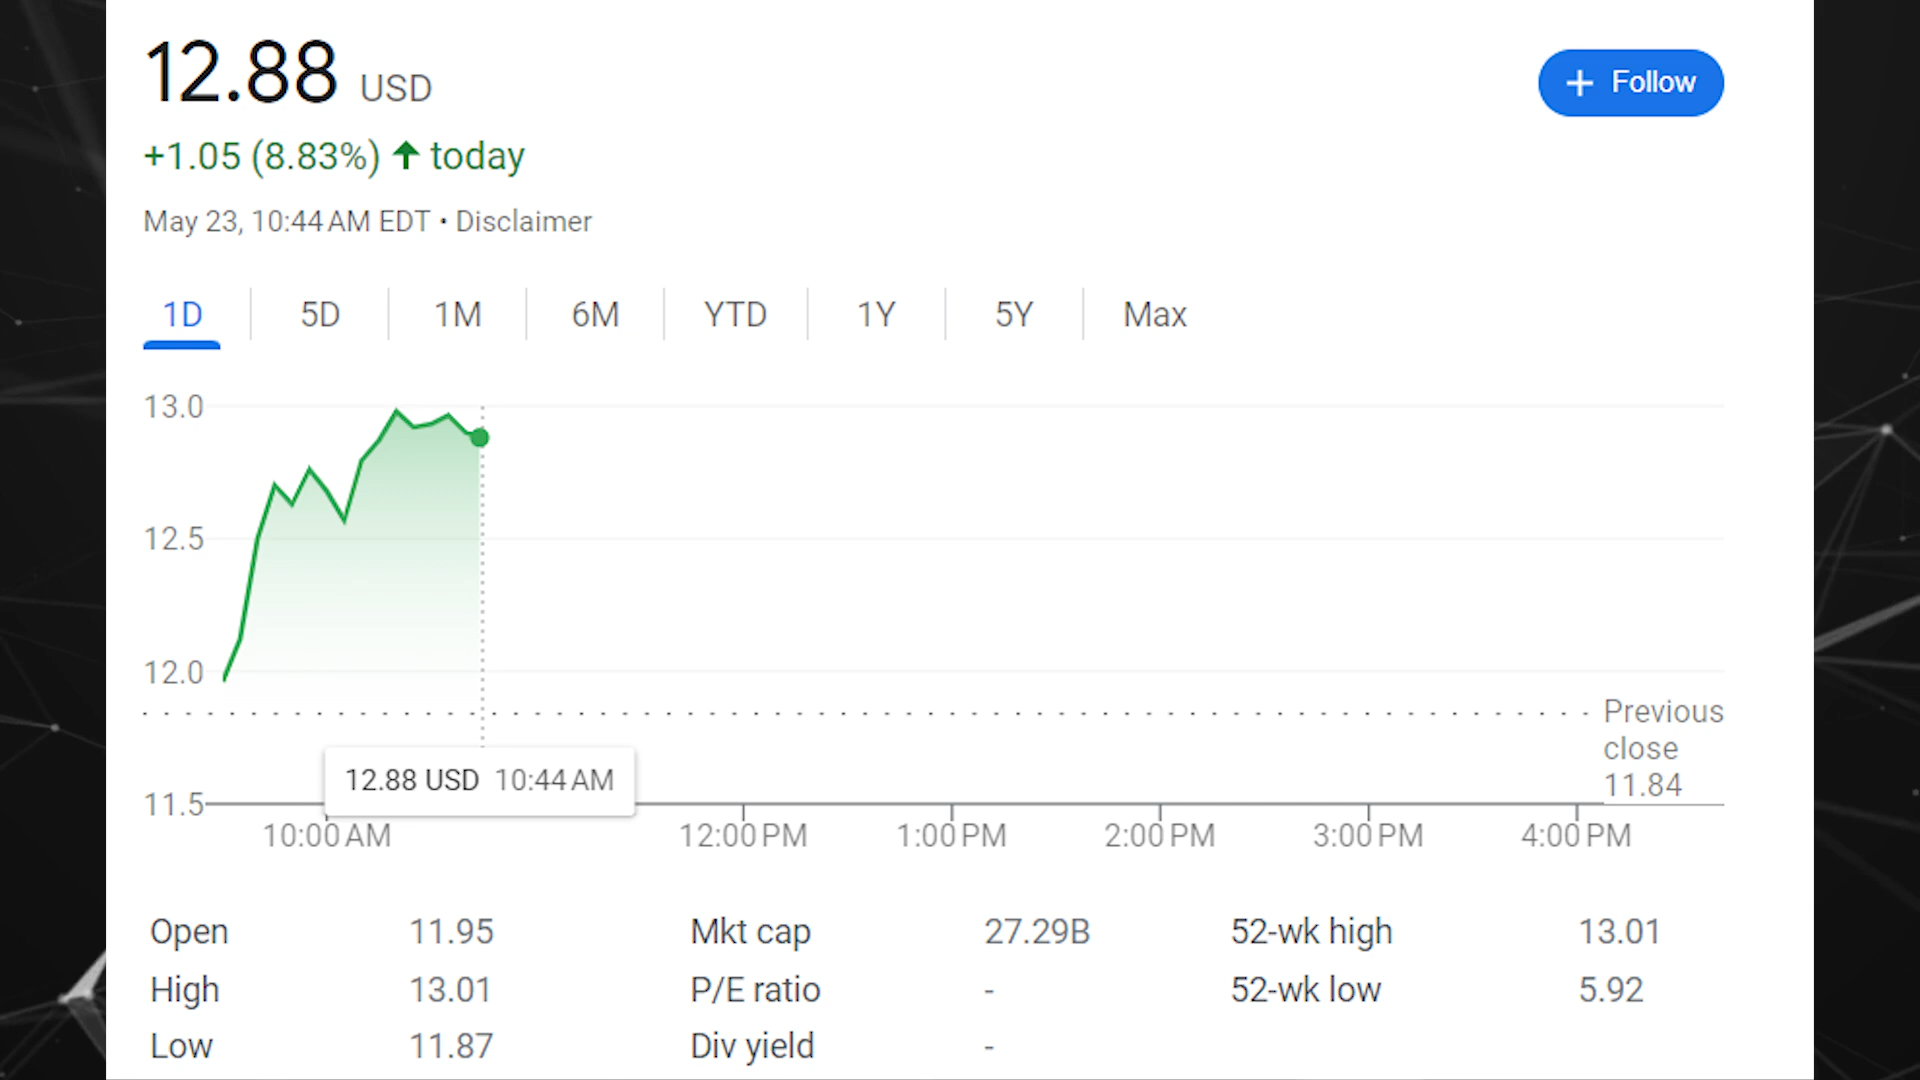 12.88 USD
+ Follow
+1.05 (8.83%) ↑ today
May 23, 10:44 AM EDT • Disclaimer
1D 5D 1M 6M YTD 1Y 5Y Max
13.0
12.5
12.0
Previous
close
11.84
12.88 USD 10:44 AM
11.5
10:00 AM 12:00 PM 1:00 PM 2:00 PM 3:00 PM 4:00 PM
Open 11.95 Mkt cap 27.29B 52-wk high 13.01
High 13.01 P/E ratio - 52-wk low 5.92
Low 11.87 Div yield -